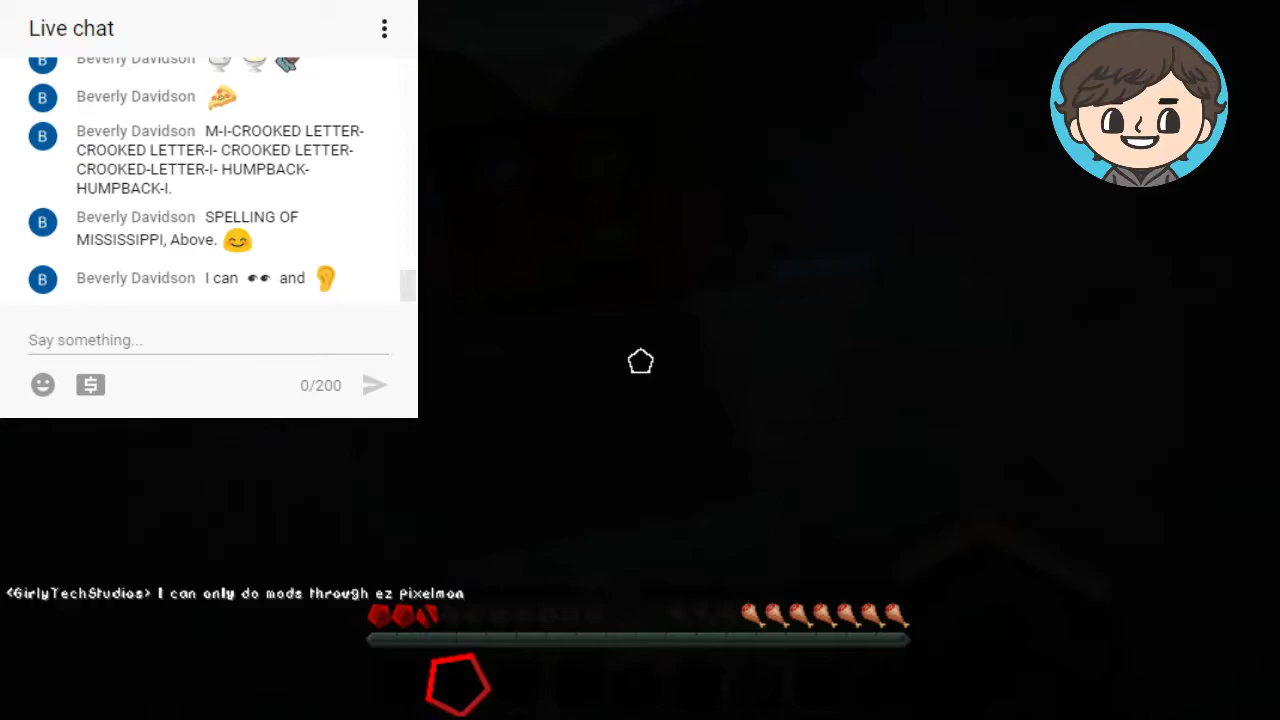 Live chat
Beverly Davidson
Beverly Davidson
Beverly Davidson M-I-CROOKED LETTER-
CROOKED LETTER-I- CROOKED LETTER-
CROOKED-LETTER-I- HUMPBACK-
HUMPBACK-I.
Beverly Davidson SPELLING OF
MISSISSIPPI, Above.
Beverly Davidson I can and
Say something...
0/200
<GirlyTechStudios> I can only do mods through ez pixelmon